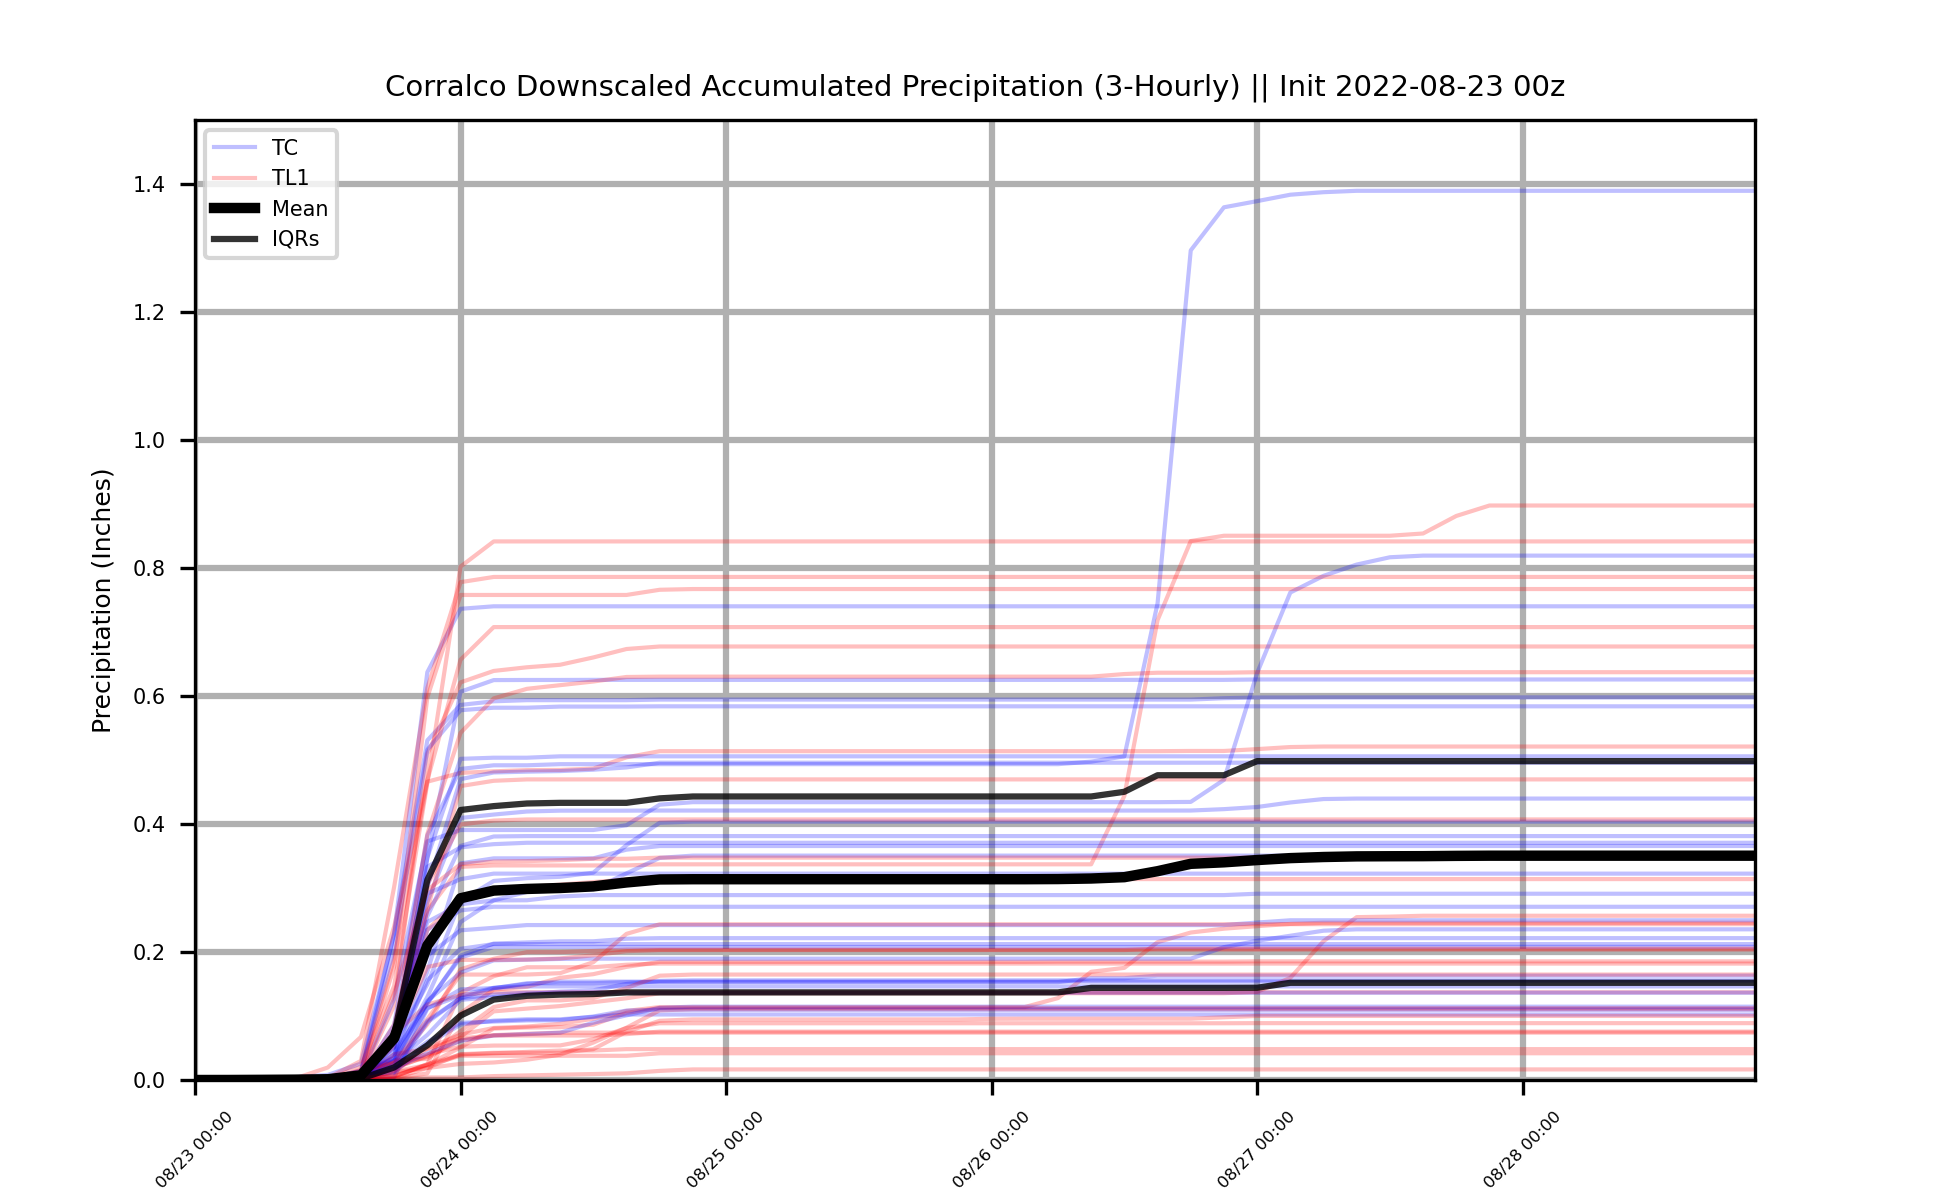 Corralco Downscaled Accumulated Precipitation (3-Hourly) || Init 2022-08-23 00z
TC
TL1
Mean
IQRs
Precipitation (Inches)
1.4
1.2
1.0
0.8
0.6
0.4
0.2
0.0
08/23 00:00
08/24 00:00
08/25 00:00
08/26 00:00
08/27 00:00
08/28 00:00